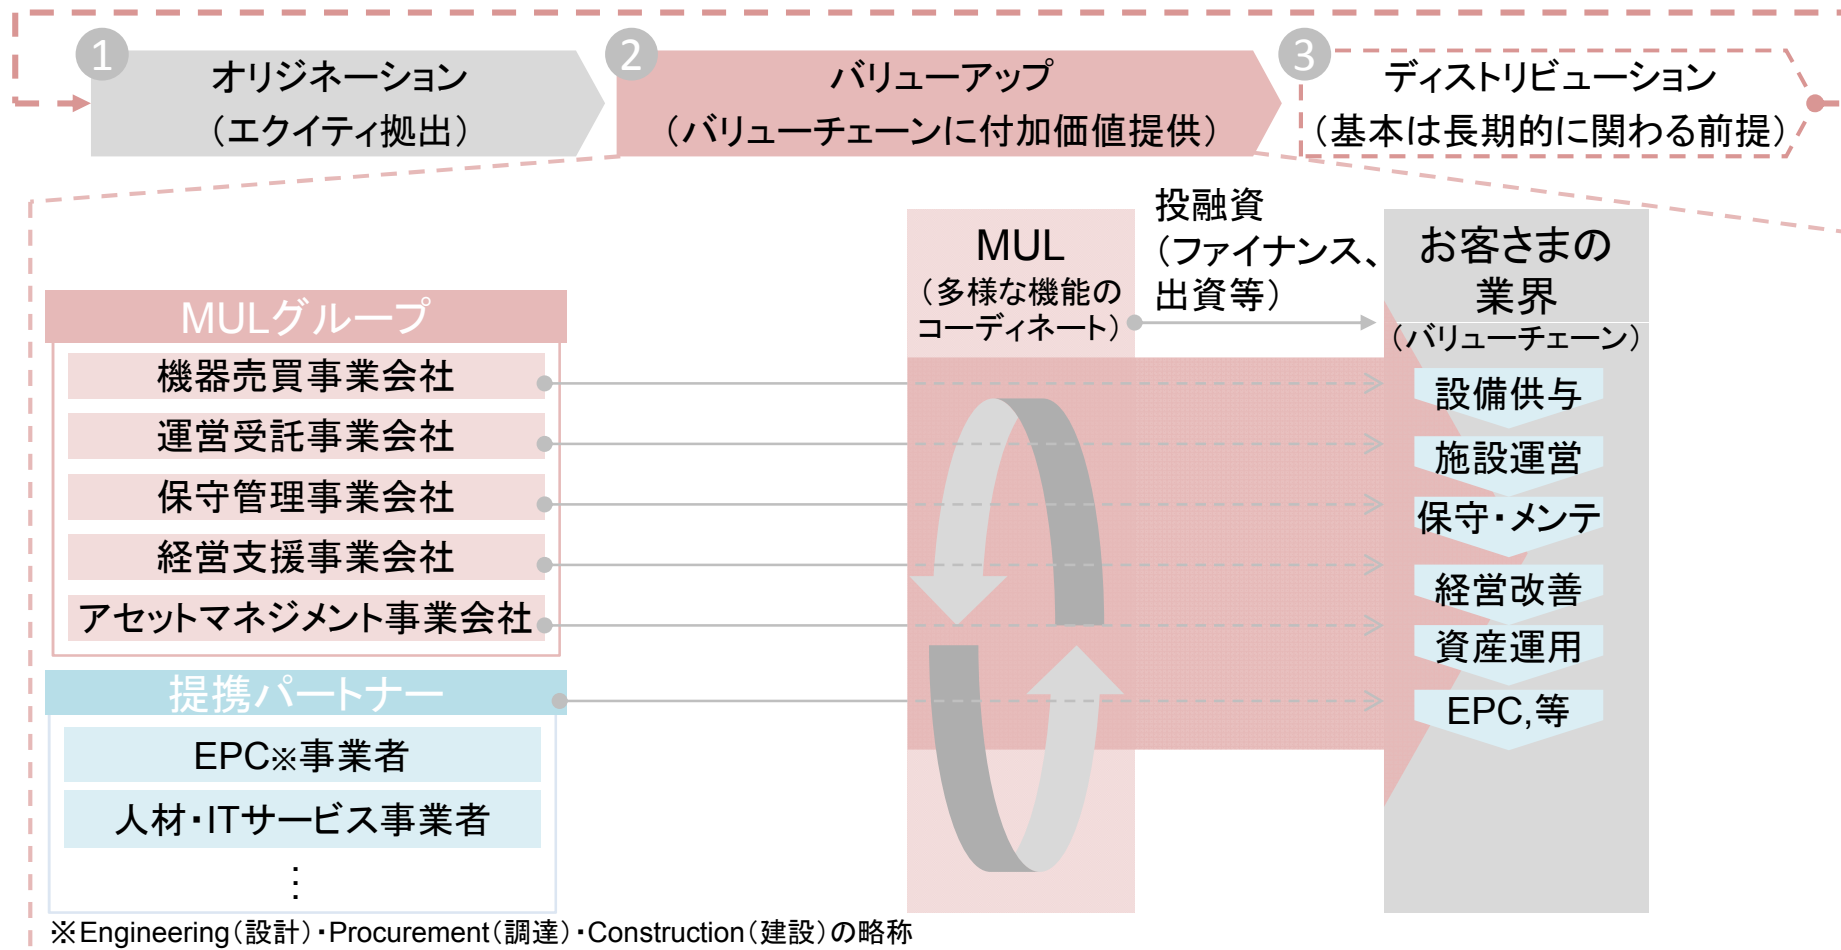 1
オリジネーション
（エクイティ拠出）
2
バリューアップ
（バリューチェーンに付加価値提供）
3
ディストリビューション
（基本は長期的に関わる前提）
MULグループ
機器売買事業会社
運営受託事業会社
保守管理事業会社
経営支援事業会社
アセットマネジメント事業会社
提携パートナー
EPC※事業者
人材・ITサービス事業者
⋮
MUL
（多様な機能の
コーディネート）
投融資
（ファイナンス、
出資等）
お客さまの
業界
（バリューチェーン）
設備供与
施設運営
保守・メンテ
経営改善
資産運用
EPC,等
※Engineering（設計）・Procurement（調達）・Construction（建設）の略称